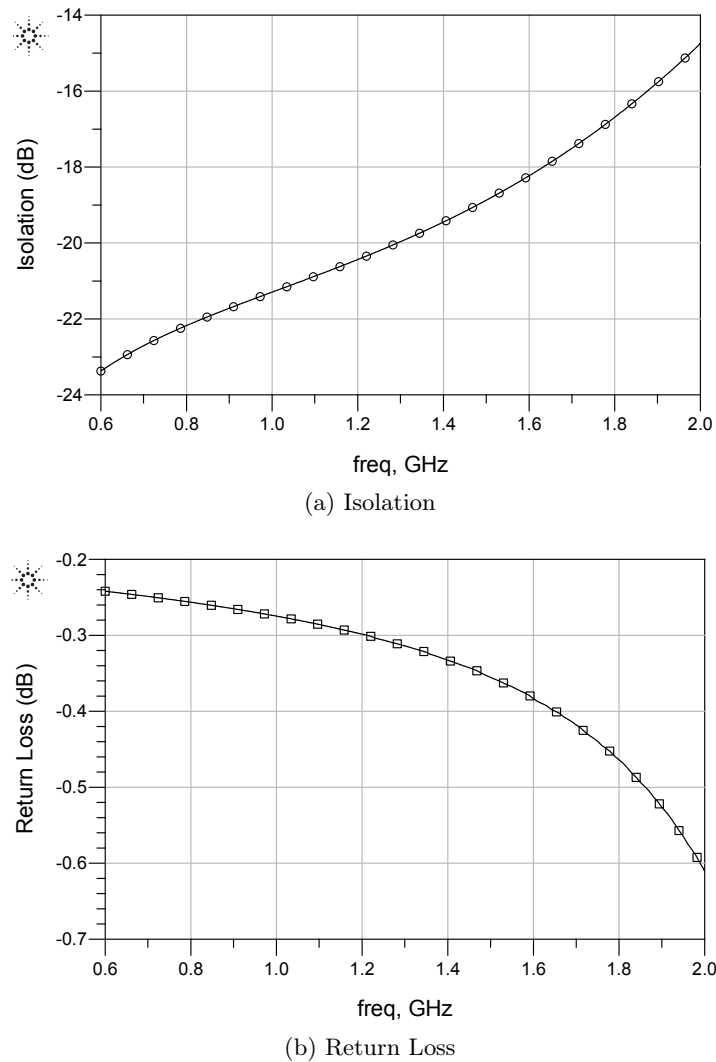 -14
-16
-18
-20
-22
-24
Isolation (dB)
0.6 0.8 1.0 1.2 1.4 1.6 1.8 2.0
freq, GHz
(a) Isolation
-0.2
-0.3
-0.4
-0.5
-0.6
-0.7
Return Loss (dB)
0.6 0.8 1.0 1.2 1.4 1.6 1.8 2.0
freq, GHz
(b) Return Loss